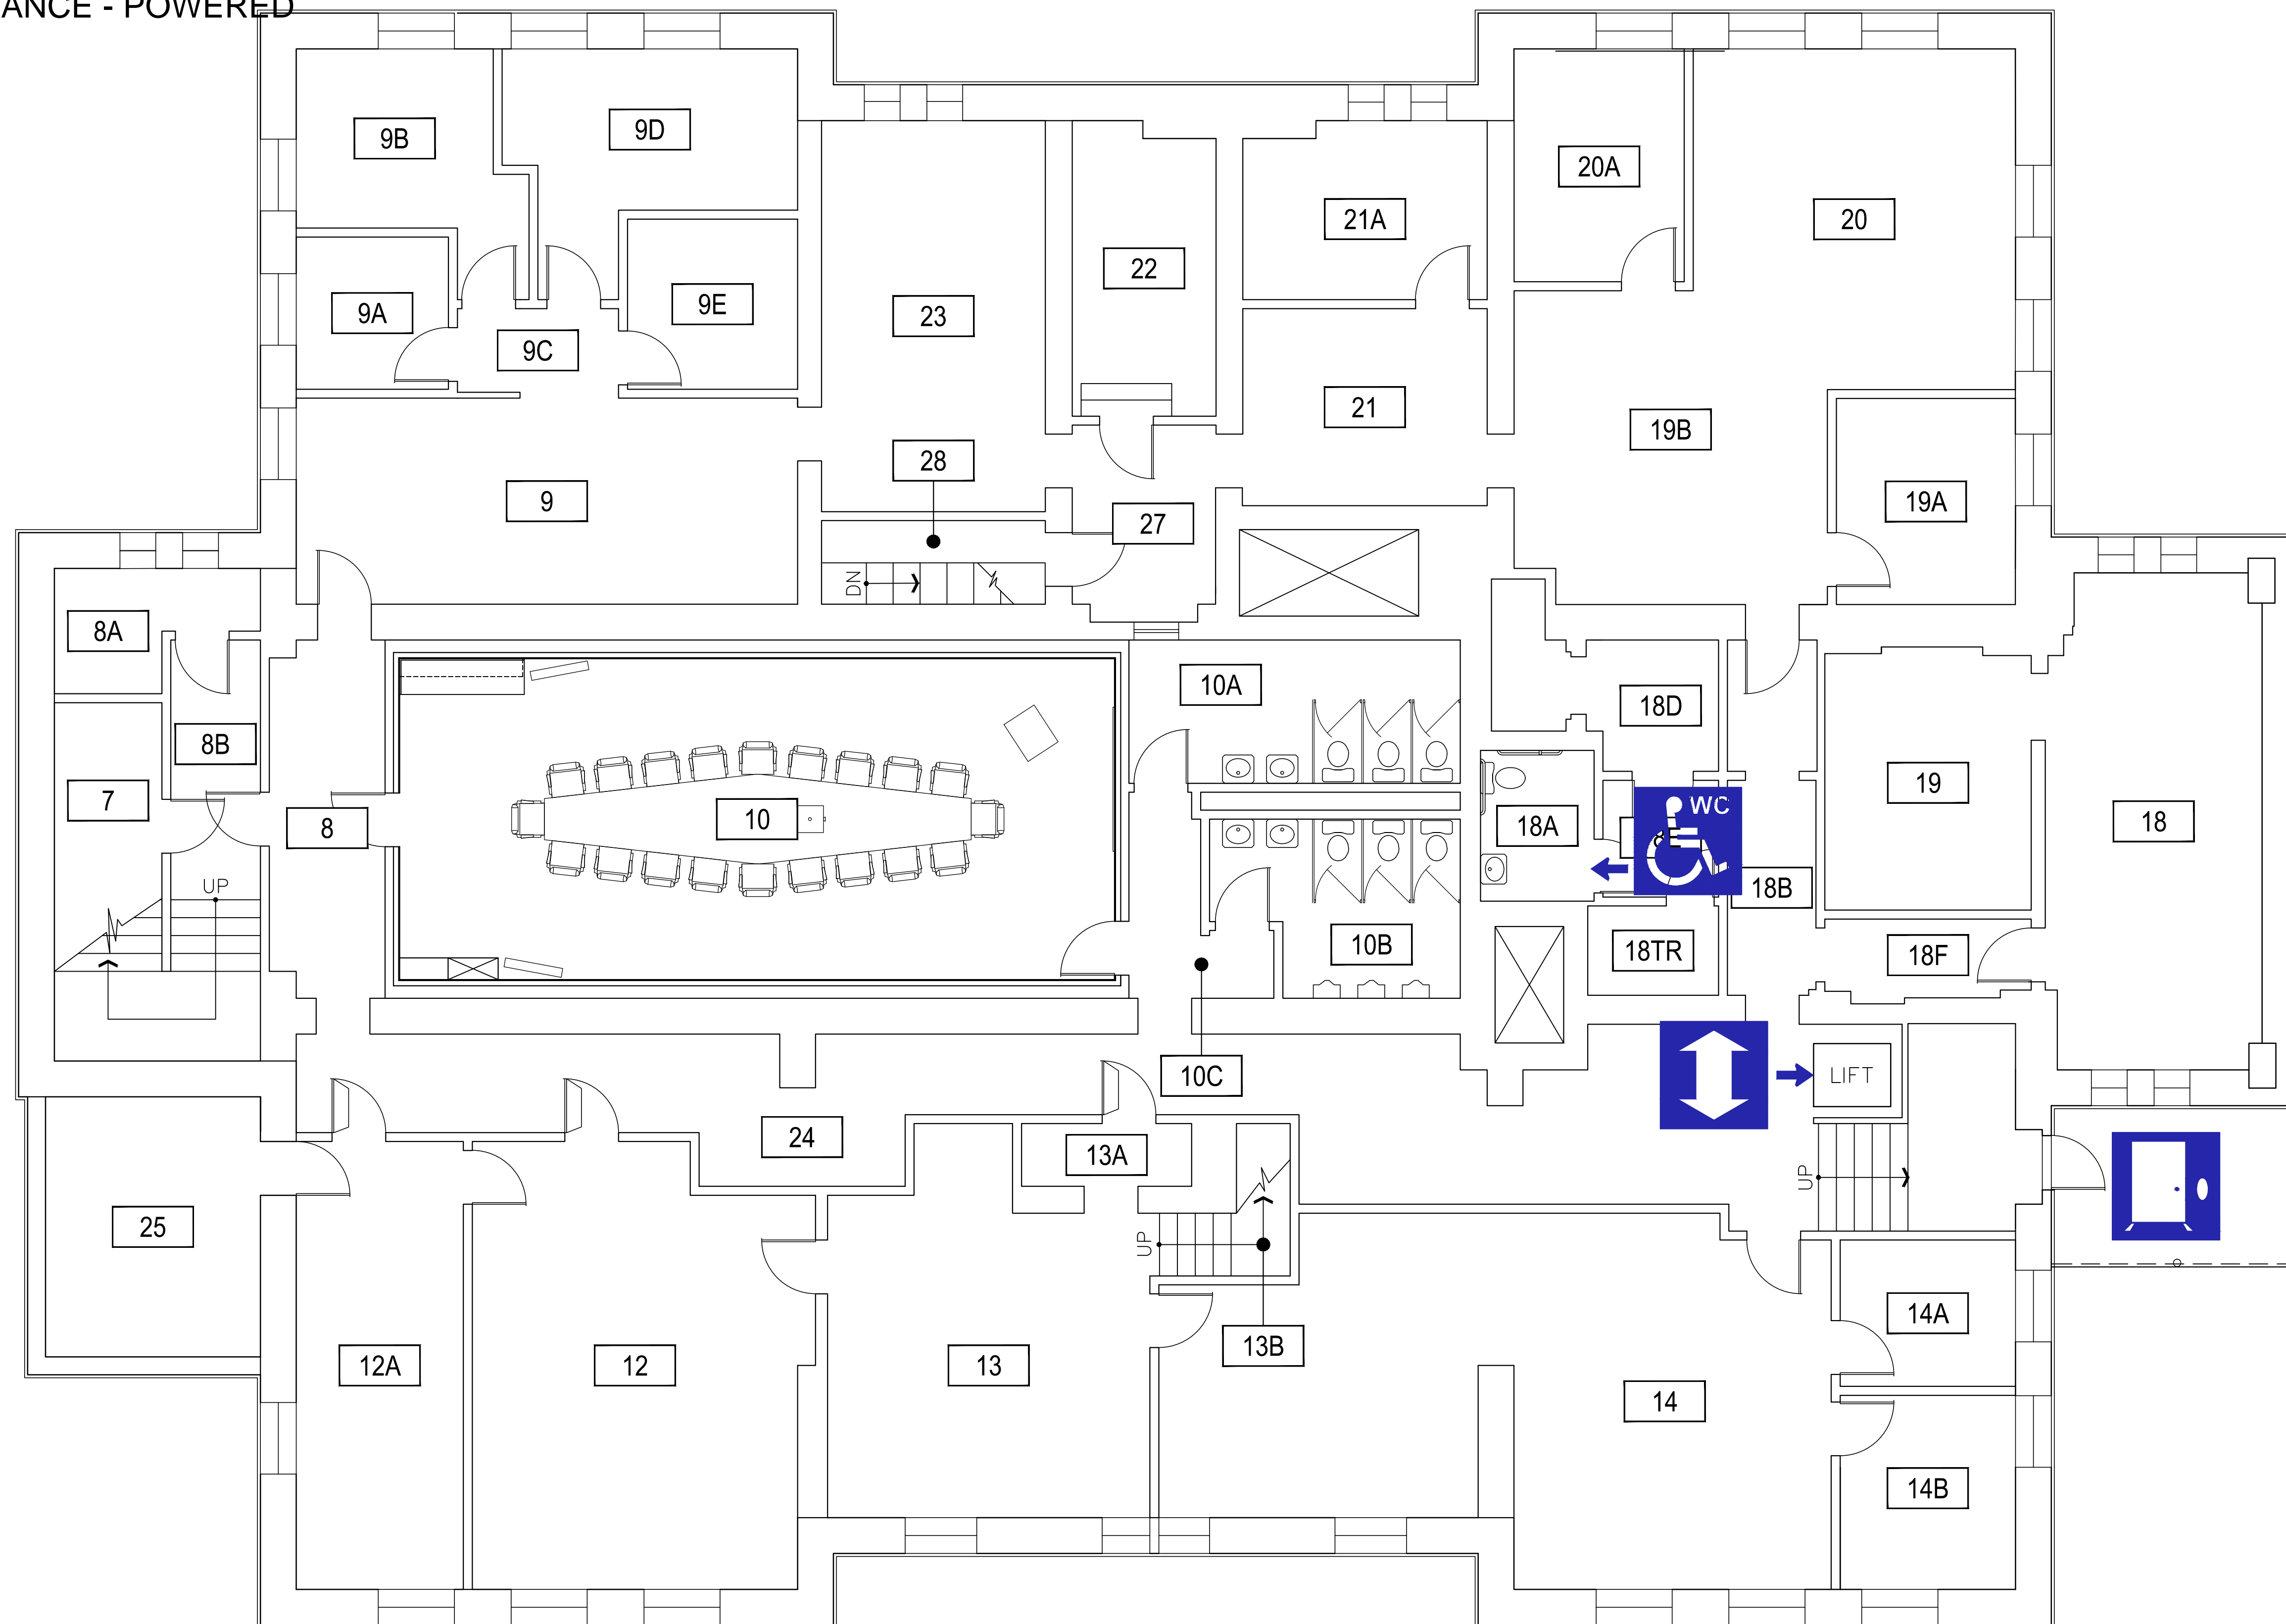 ANCE - POWERED
9B
9D
20A
21A
20
22
9A
9E
23
9C
21
19B
28
9
19A
27
DN
8A
10A
18D
8B
7
8
10
18A
WC
19
18
18B
UP
10B
18TR
18F
10C
LIFT
24
13A
UP
25
UP
14A
12A
12
13
13B
14
14B